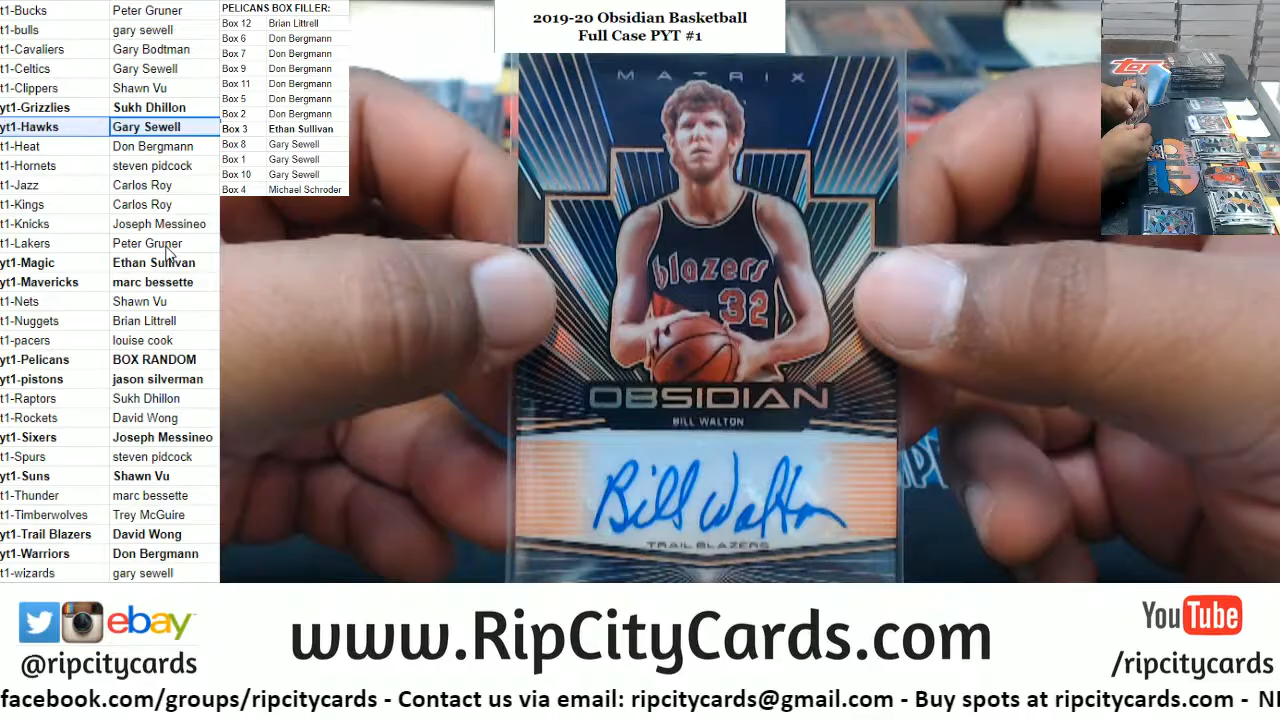 t1-Bucks Peter Gruner
t1-bulls gary sewell
t1-Cavaliers Gary Bodtman
t1-Celtics Gary Sewell
t1-Clippers Shawn Vu
yt1-Grizzlies Sukh Dhillon
yt1-Hawks Gary Sewell
t1-Heat Don Bergmann
t1-Hornets steven pidcock
t1-Jazz Carlos Roy
t1-Kings Carlos Roy
t1-Knicks Joseph Messineo
t1-Lakers Peter Gruner
yt1-Magic Ethan Sullivan
yt1-Mavericks marc bessette
t1-Nets Shawn Vu
t1-Nuggets Brian Littrell
t1-pacers louise cook
yt1-Pelicans BOX RANDOM
yt1-pistons jason silverman
t1-Raptors Sukh Dhillon
t1-Rockets David Wong
yt1-Sixers Joseph Messineo
t1-Spurs steven pidcock
yt1-Suns Shawn Vu
t1-Thunder marc bessette
t1-Timberwolves Trey McGuire
yt1-Trail Blazers David Wong
yt1-Warriors Don Bergmann
t1-wizards gary sewell
PELICANS BOX FILLER:
Box 12 Brian Littrell
Box 6 Don Bergmann
Box 7 Don Bergmann
Box 9 Don Bergmann
Box 11 Don Bergmann
Box 5 Don Bergmann
Box 2 Don Bergmann
Box 3 Ethan Sullivan
Box 8 Gary Sewell
Box 1 Gary Sewell
Box 10 Gary Sewell
Box 4 Michael Schroder
2019-20 Obsidian Basketball
Full Case PYT #1
MATRIX
blazers
32
OBSIDIAN
BILL WALTON
Bill Walton
TRAIL BLAZERS
ebay
@ripcitycards
www.RipCityCards.com
YouTube
/ripcitycards
facebook.com/groups/ripcitycards - Contact us via email: ripcitycards@gmail.com - Buy spots at ripcitycards.com -